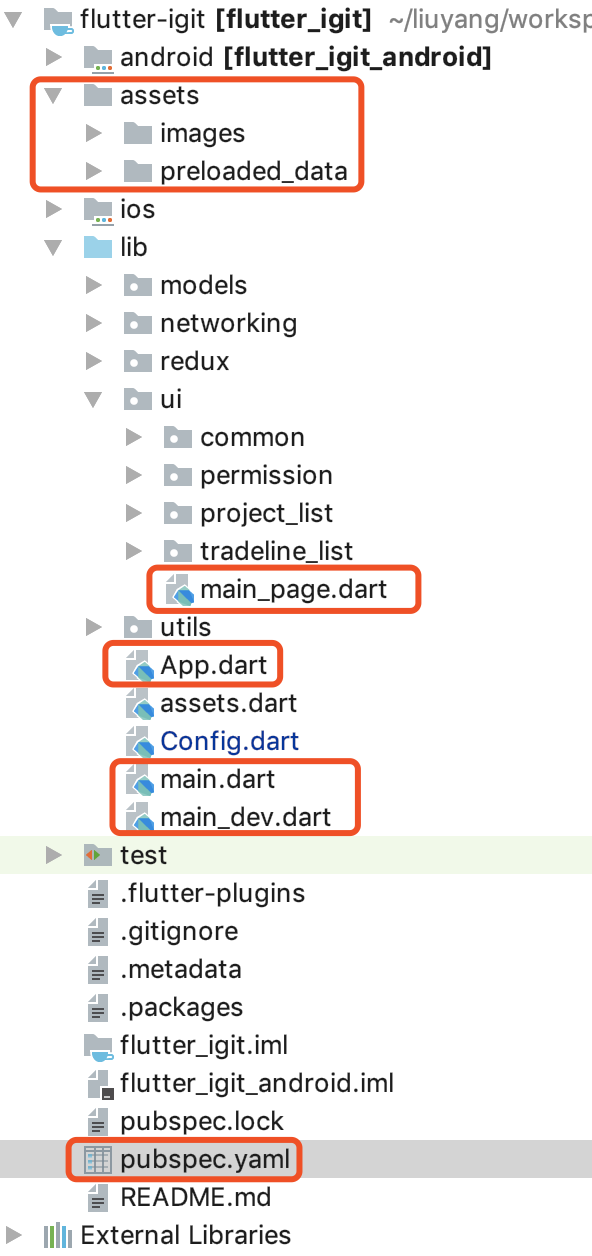 flutter-igit [flutter_igit] ~/liuyang/worksp
android [flutter_igit_android]
assets
images
preloaded_data
ios
lib
models
networking
redux
ui
common
permission
project_list
tradeline_list
main_page.dart
utils
App.dart
assets.dart
Config.dart
main.dart
main_dev.dart
test
.flutter-plugins
.gitignore
.metadata
.packages
flutter_igit.iml
flutter_igit_android.iml
pubspec.lock
pubspec.yaml
README.md
External Libraries